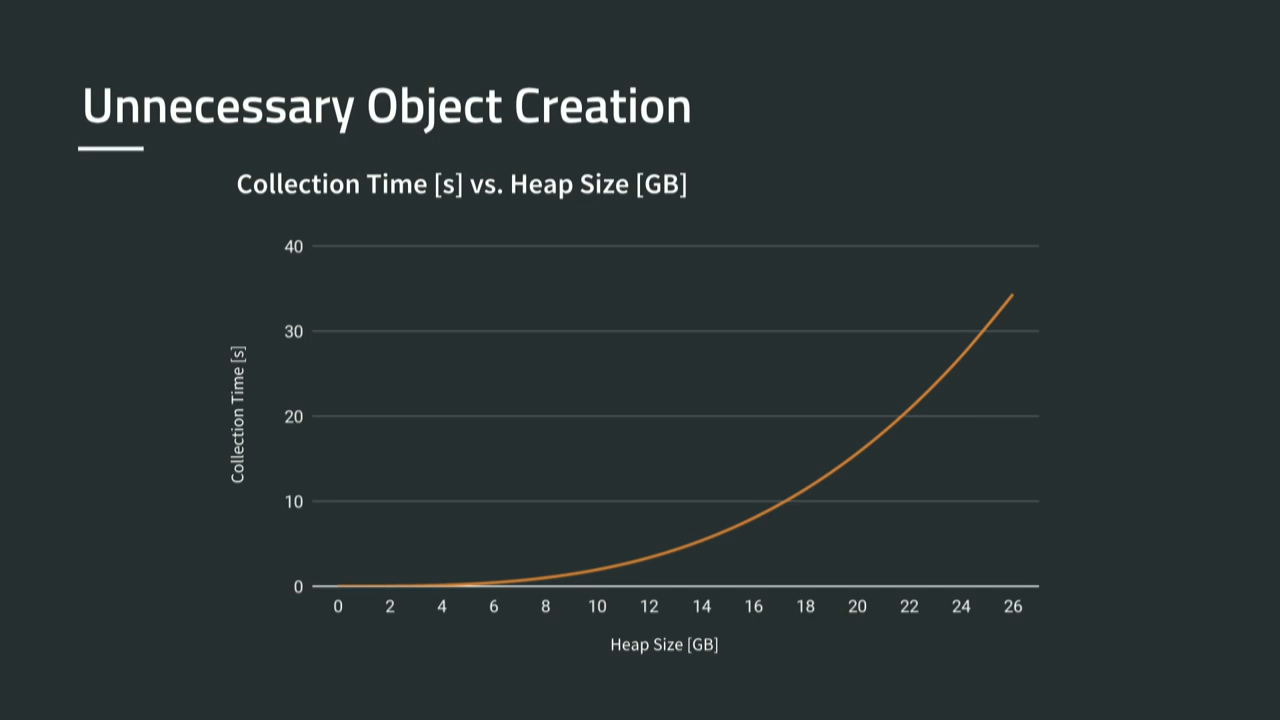 Unnecessary Object Creation
Collection Time [s] vs. Heap Size [GB]
40
30
20
10
0
Collection Time [s]
0 2 4 6 8 10 12 14 16 18 20 22 24 26
Heap Size [GB]